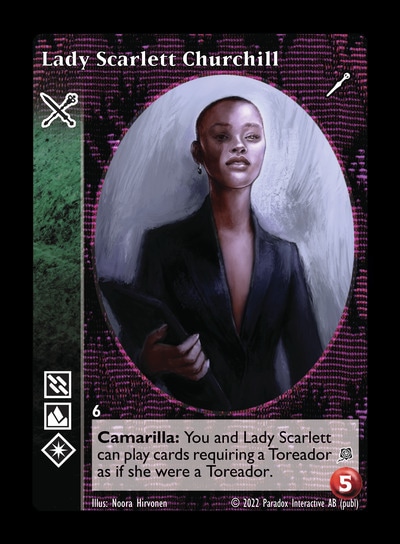 Lady Scarlett Churchill
6
Camarilla: You and Lady Scarlett
can play cards requiring a Toreador
as if she were a Toreador.
5
Illus: Noora Hirvonen © 2022 Paradox Interactive AB (publ)